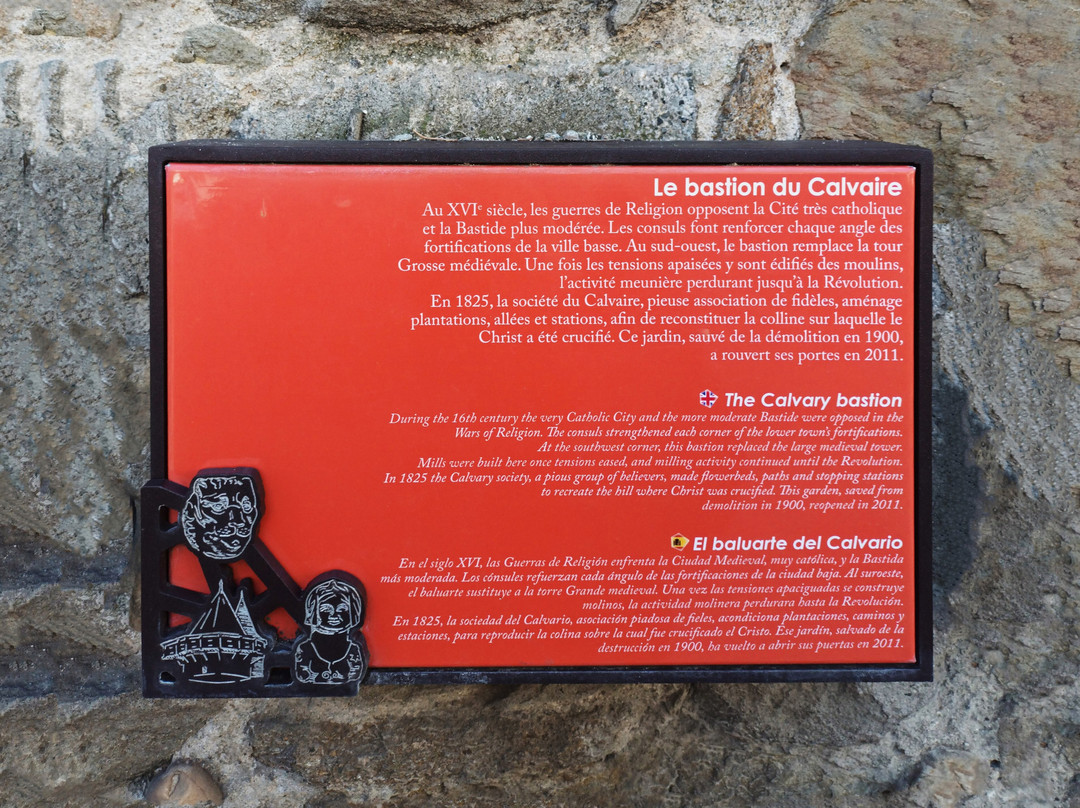 Le bastion du Calvaire
Au XVIᵉ siècle, les guerres de Religion opposent la Cité très catholique
et la Bastide plus modérée. Les consuls font renforcer chaque angle des
fortifications de la ville basse. Au sud-ouest, le bastion remplace la tour
Grosse médiévale. Une fois les tensions apaisées y sont édifiés des moulins,
l'activité meunière perdurant jusqu'à la Révolution.
En 1825, la société du Calvaire, pieuse association de fidèles, aménage
plantations, allées et stations, afin de reconstituer la colline sur laquelle le
Christ a été crucifié. Ce jardin, sauvé de la démolition en 1900,
a rouvert ses portes en 2011.
The Calvary bastion
During the 16th century the very Catholic City and the more moderate Bastide were opposed in the
Wars of Religion. The consuls strengthened each corner of the lower town's fortifications.
At the southwest corner, this bastion replaced the large medieval tower.
Mills were built here once tensions eased, and milling activity continued until the Revolution.
In 1825 the Calvary society, a pious group of believers, made flowerbeds, paths and stopping stations
to recreate the hill where Christ was crucified. This garden, saved from
demolition in 1900, reopened in 2011.
El baluarte del Calvario
En el siglo XVI, las Guerras de Religión enfrenta la Ciudad Medieval, muy católica, y la Bastida
más moderada. Los cónsules refuerzan cada ángulo de las fortificaciones de la ciudad baja. Al suroeste,
el baluarte sustituye a la torre Grande medieval. Una vez las tensiones apaciguadas se construye
molinos, la actividad molinera perdurara hasta la Revolución.
En 1825, la sociedad del Calvario, asociación piadosa de fieles, acondiciona plantaciones, caminos y
estaciones, para reproducir la colina sobre la cual fue crucificado el Cristo. Ese jardín, salvado de la
destrucción en 1900, ha vuelto a abrir sus puertas en 2011.